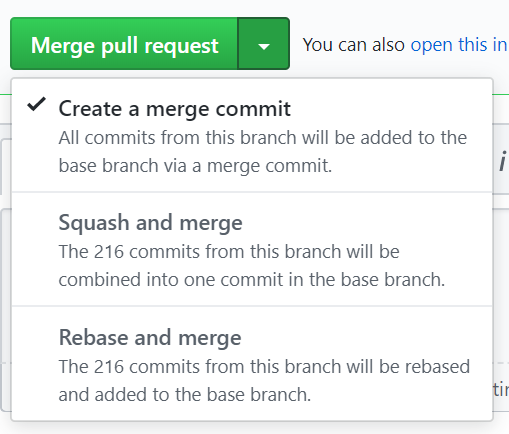 Merge pull request
You can also open this in
Create a merge commit
All commits from this branch will be added to the
base branch via a merge commit.
Squash and merge
The 216 commits from this branch will be
combined into one commit in the base branch.
Rebase and merge
The 216 commits from this branch will be rebased
and added to the base branch.